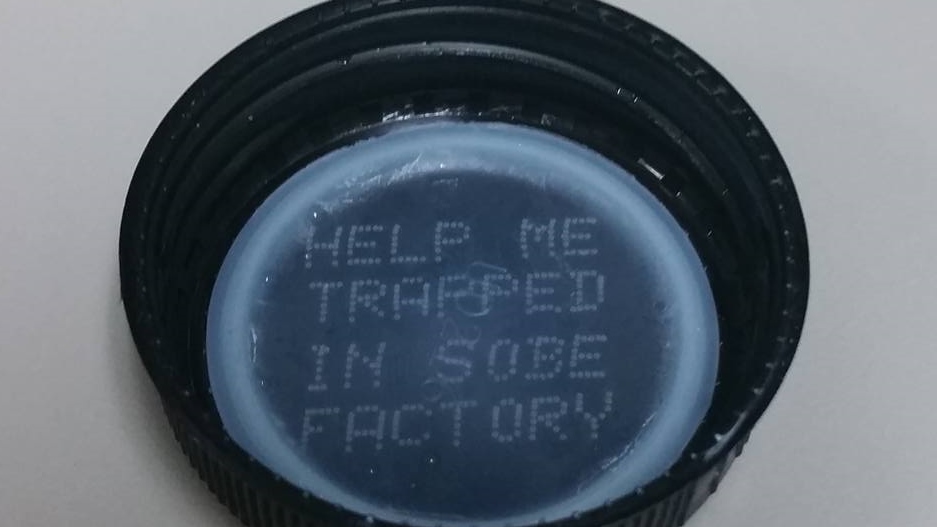 HELP ME
TRAPPED
IN SOBE
FACTORY